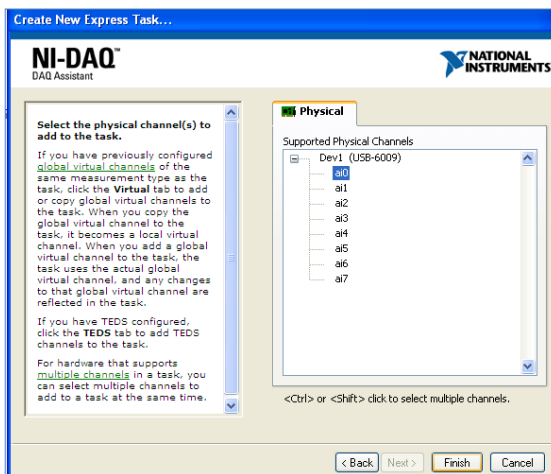 Create New Express Task...
NI-DAQ™
DAQ Assistant
NATIONAL
INSTRUMENTS
Select the physical channel(s) to
add to the task.
If you have previously configured
global virtual channels of the
same measurement type as the
task, click the Virtual tab to add
or copy global virtual channels to
the task. When you copy the
global virtual channel to the
task, it becomes a local virtual
channel. When you add a global
virtual channel to the task, the
task uses the actual global
virtual channel, and any changes
to that global virtual channel are
reflected in the task.
If you have TEDS configured,
click the TEDS tab to add TEDS
channels to the task.
For hardware that supports
multiple channels in a task, you
can select multiple channels to
add to a task at the same time.
Physical
Supported Physical Channels
Dev1 (USB-6009)
ai0
ai1
ai2
ai3
ai4
ai5
ai6
ai7
<Ctrl> or <Shift> click to select multiple channels.
< Back
Next >
Finish
Cancel